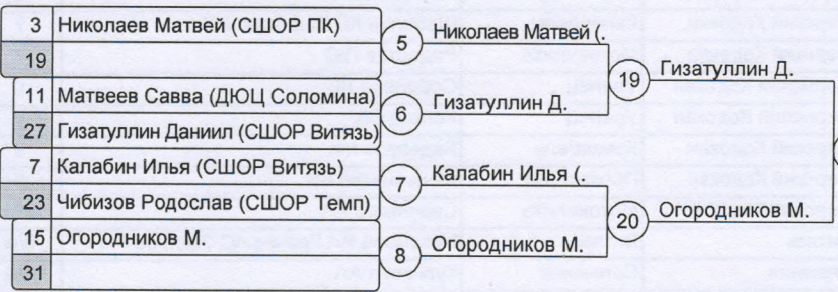 3 Николаев Матвей (СШОР ПК)
19
5 Николаев Матвей (.
11 Матвеев Савва (ДЮЦ Соломина)
27 Гизатуллин Даниил (СШОР Витязь)
6 Гизатуллин Д.
19 Гизатуллин Д.
7 Калабин Илья (СШОР Витязь)
23 Чибизов Родослав (СШОР Темп)
7 Калабин Илья (.
15 Огородников М.
31
8 Огородников М.
20 Огородников М.